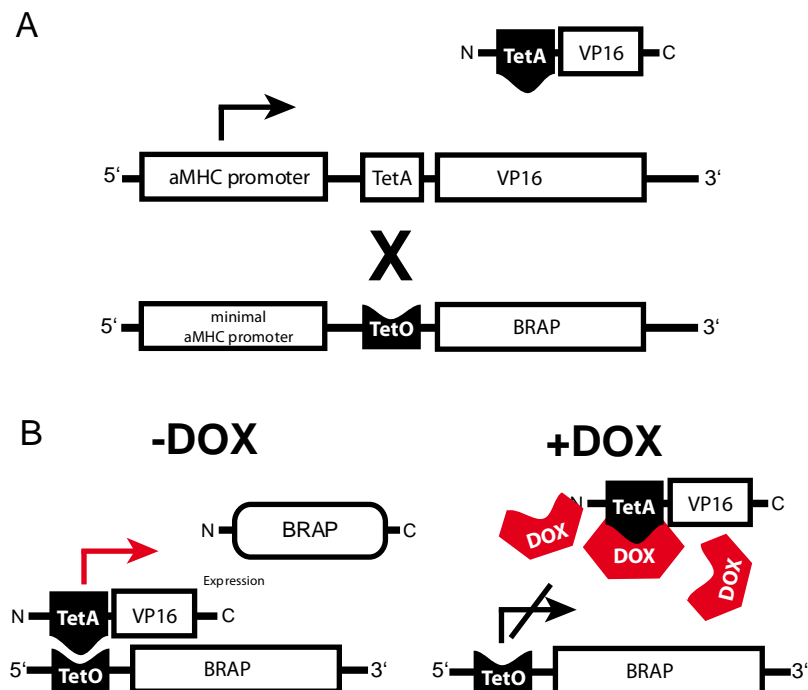 A
N TetA VP16 C
5' aMHC promoter TetA VP16 3'
X
5' minimal aMHC promoter TetO BRAP 3'
B
-DOX
+DOX
N BRAP C
Expression
N TetA VP16 C
5' TetO BRAP 3'
N TetA VP16 C
DOX DOX DOX
5' TetO BRAP 3'